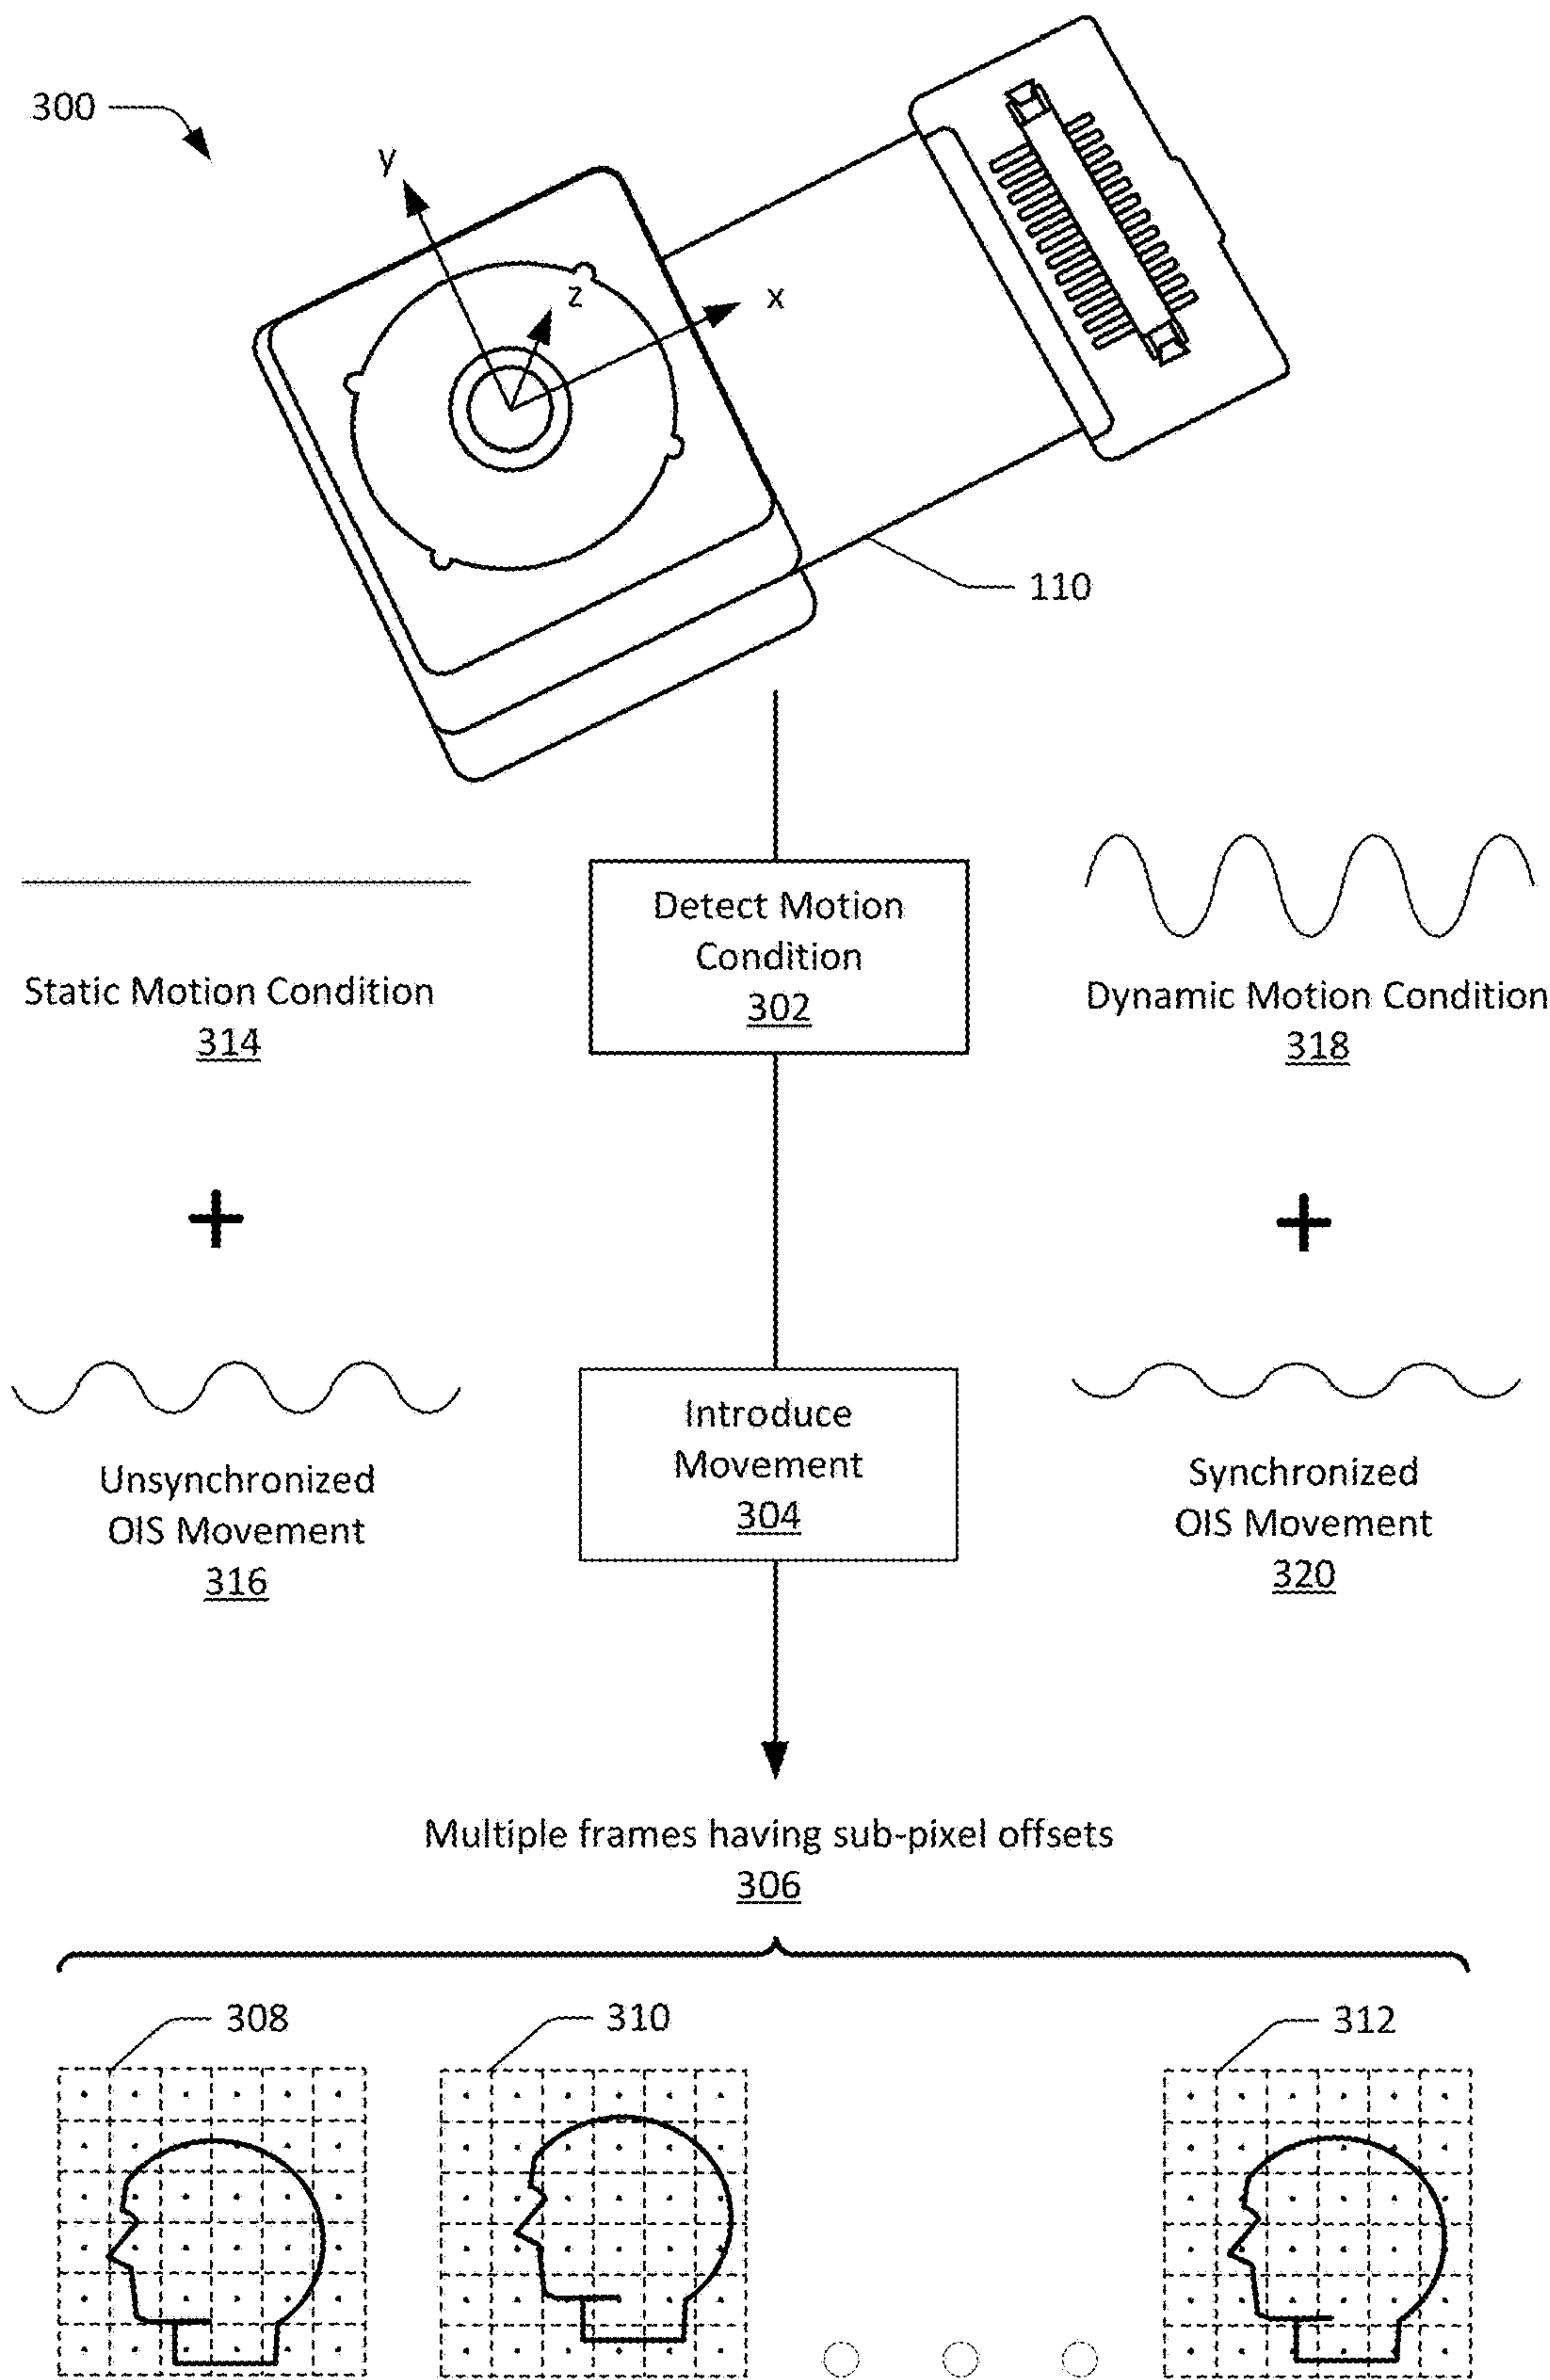 300
y
z
x
110
Detect Motion
Condition
302
Static Motion Condition
314
Dynamic Motion Condition
318
+
+
Introduce
Movement
304
Unsynchronized
OIS Movement
316
Synchronized
OIS Movement
320
Multiple frames having sub-pixel offsets
306
308
310
312